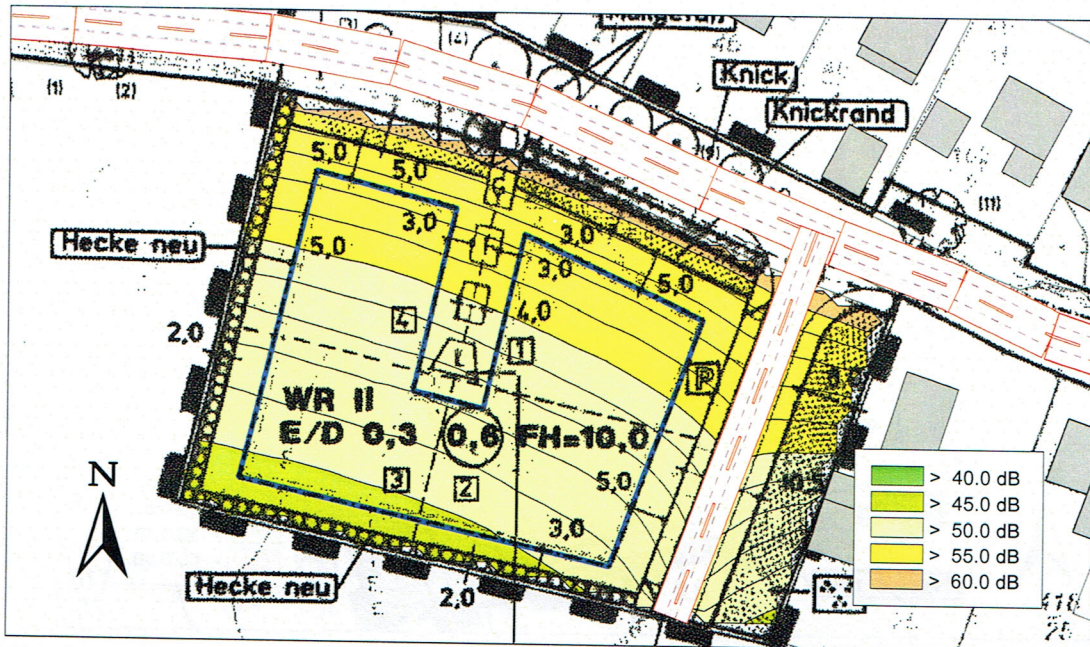 (3)
(4)
(1)
(2)
Knick
Knickrand
(9)
(11)
5,0
5,0
G
3,0
3,0
Hecke neu
5,0
F
3,0
5,0
4,0
2,0
4
1
L
R
WR II
E/D 0,3
0,6
FH=10,0
3
2
5,0
3,0
Hecke neu
2,0
N
> 40.0 dB
> 45.0 dB
> 50.0 dB
> 55.0 dB
> 60.0 dB
25